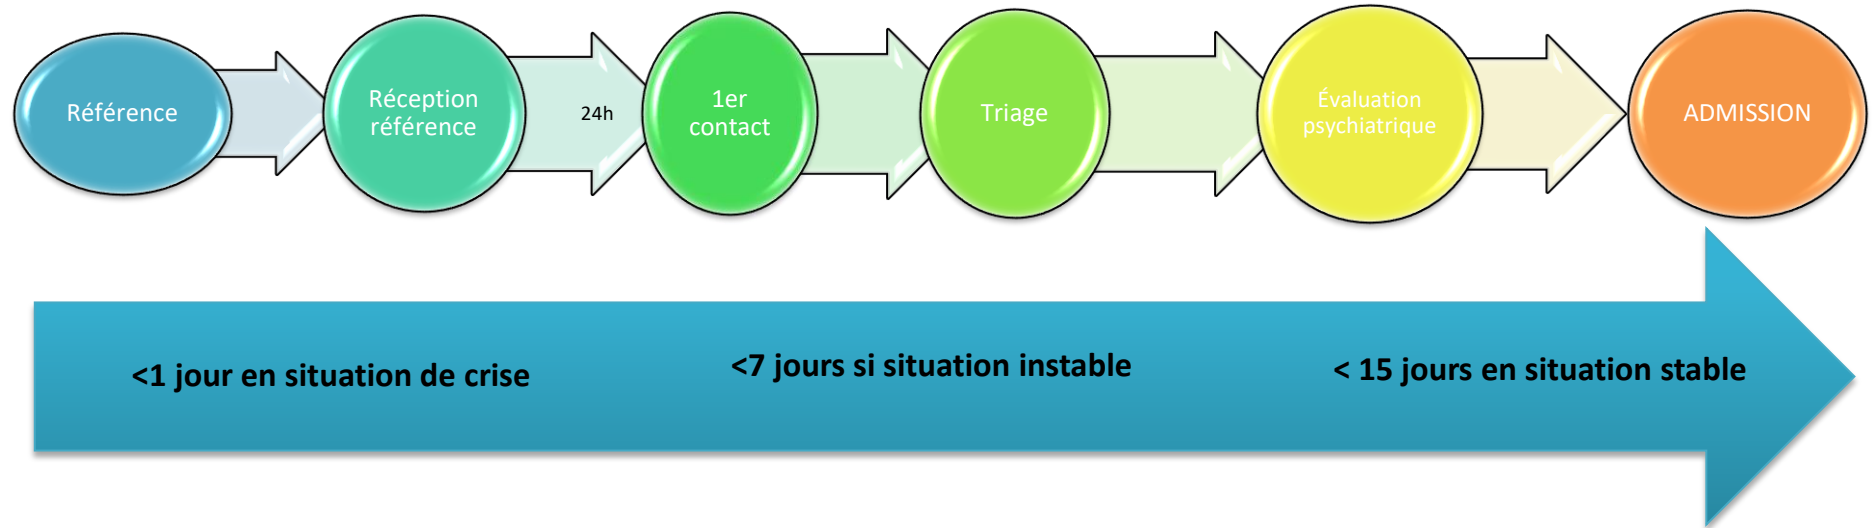 Référence
Réception
référence
24h
1er
contact
Triage
Évaluation
psychiatrique
ADMISSION
<1 jour en situation de crise
<7 jours si situation instable
< 15 jours en situation stable